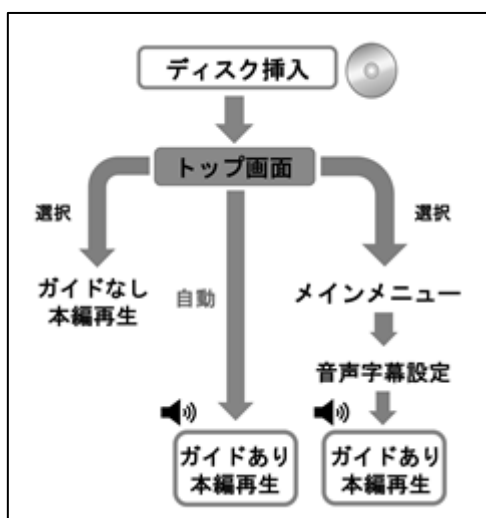 ディスク挿入
トップ画面
選択
選択
ガイドなし
本編再生
自動
メインメニュー
音声字幕設定
ガイドあり
本編再生
ガイドあり
本編再生